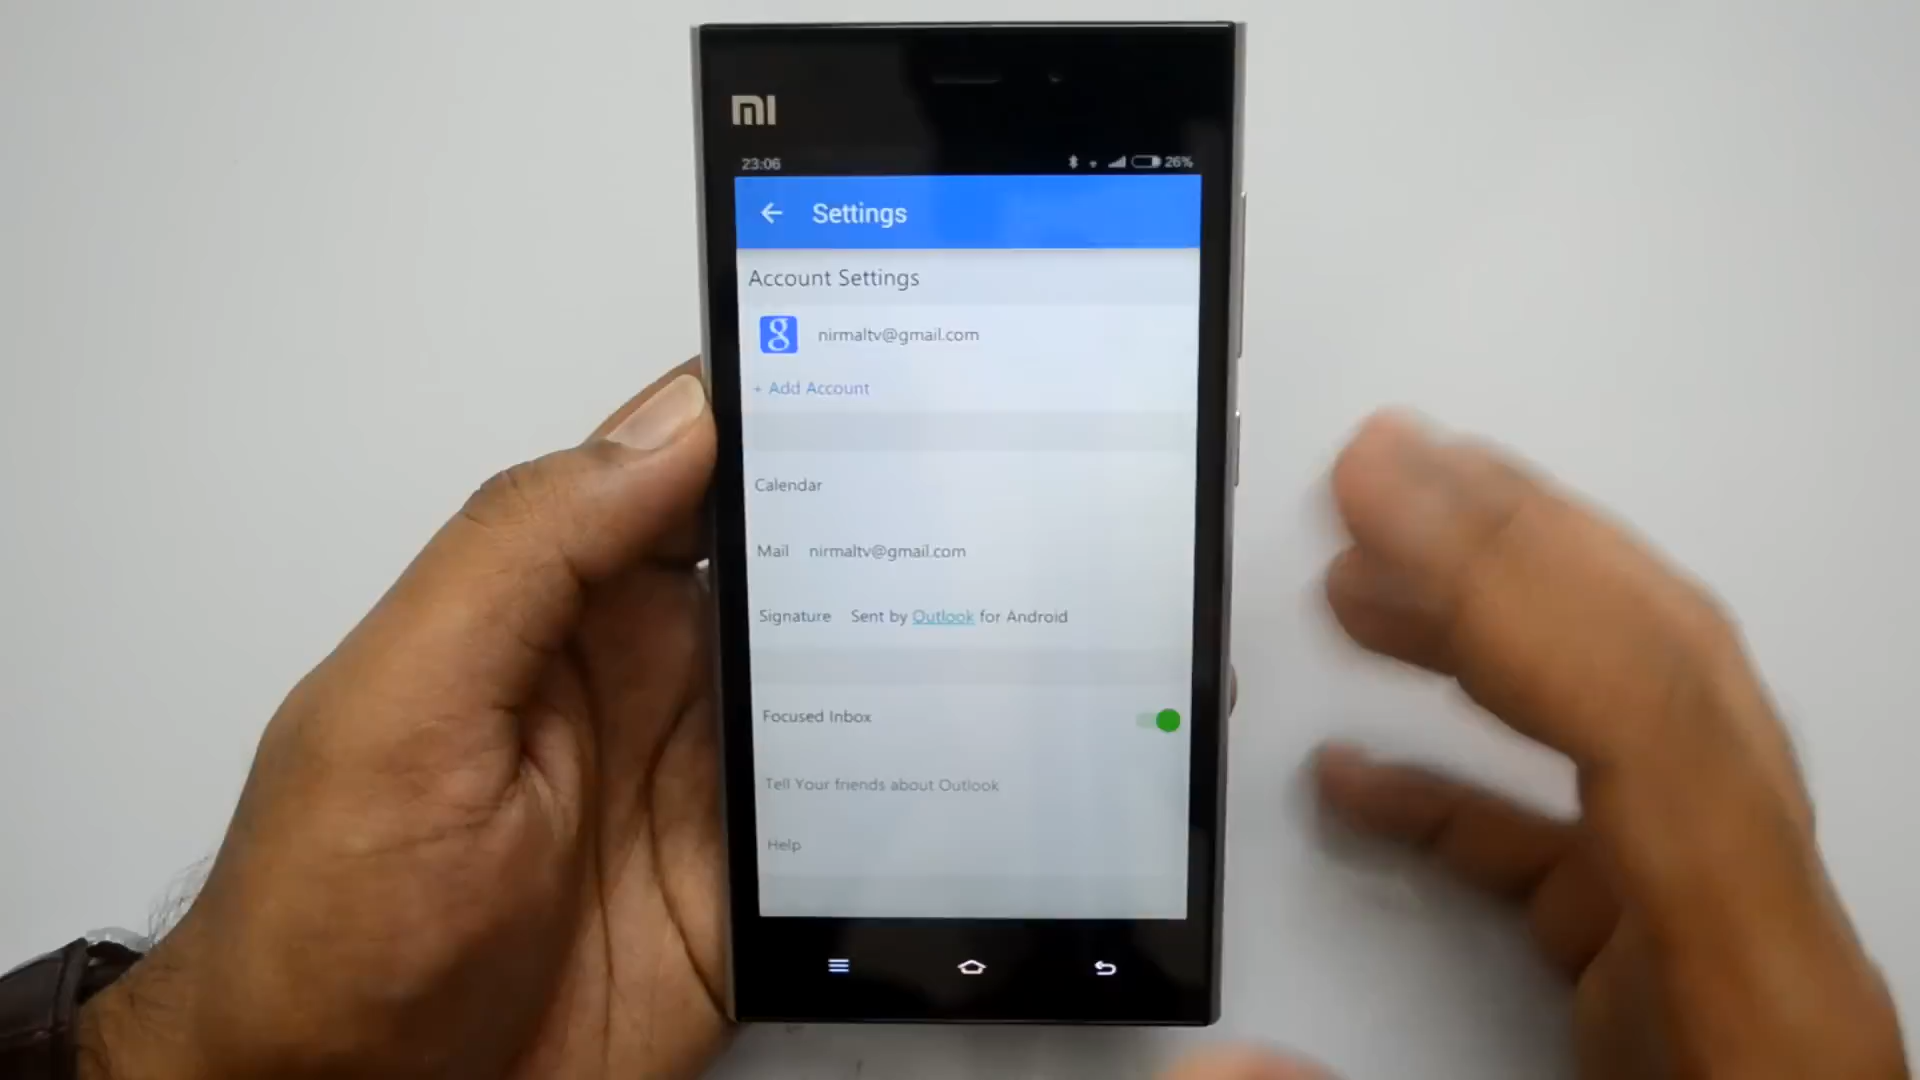 mi
23:06 26%
Settings
Account Settings
g nirmaltv@gmail.com
+ Add Account
Calendar
Mail nirmaltv@gmail.com
Signature Sent by Outlook for Android
Focused Inbox
Tell Your friends about Outlook
Help